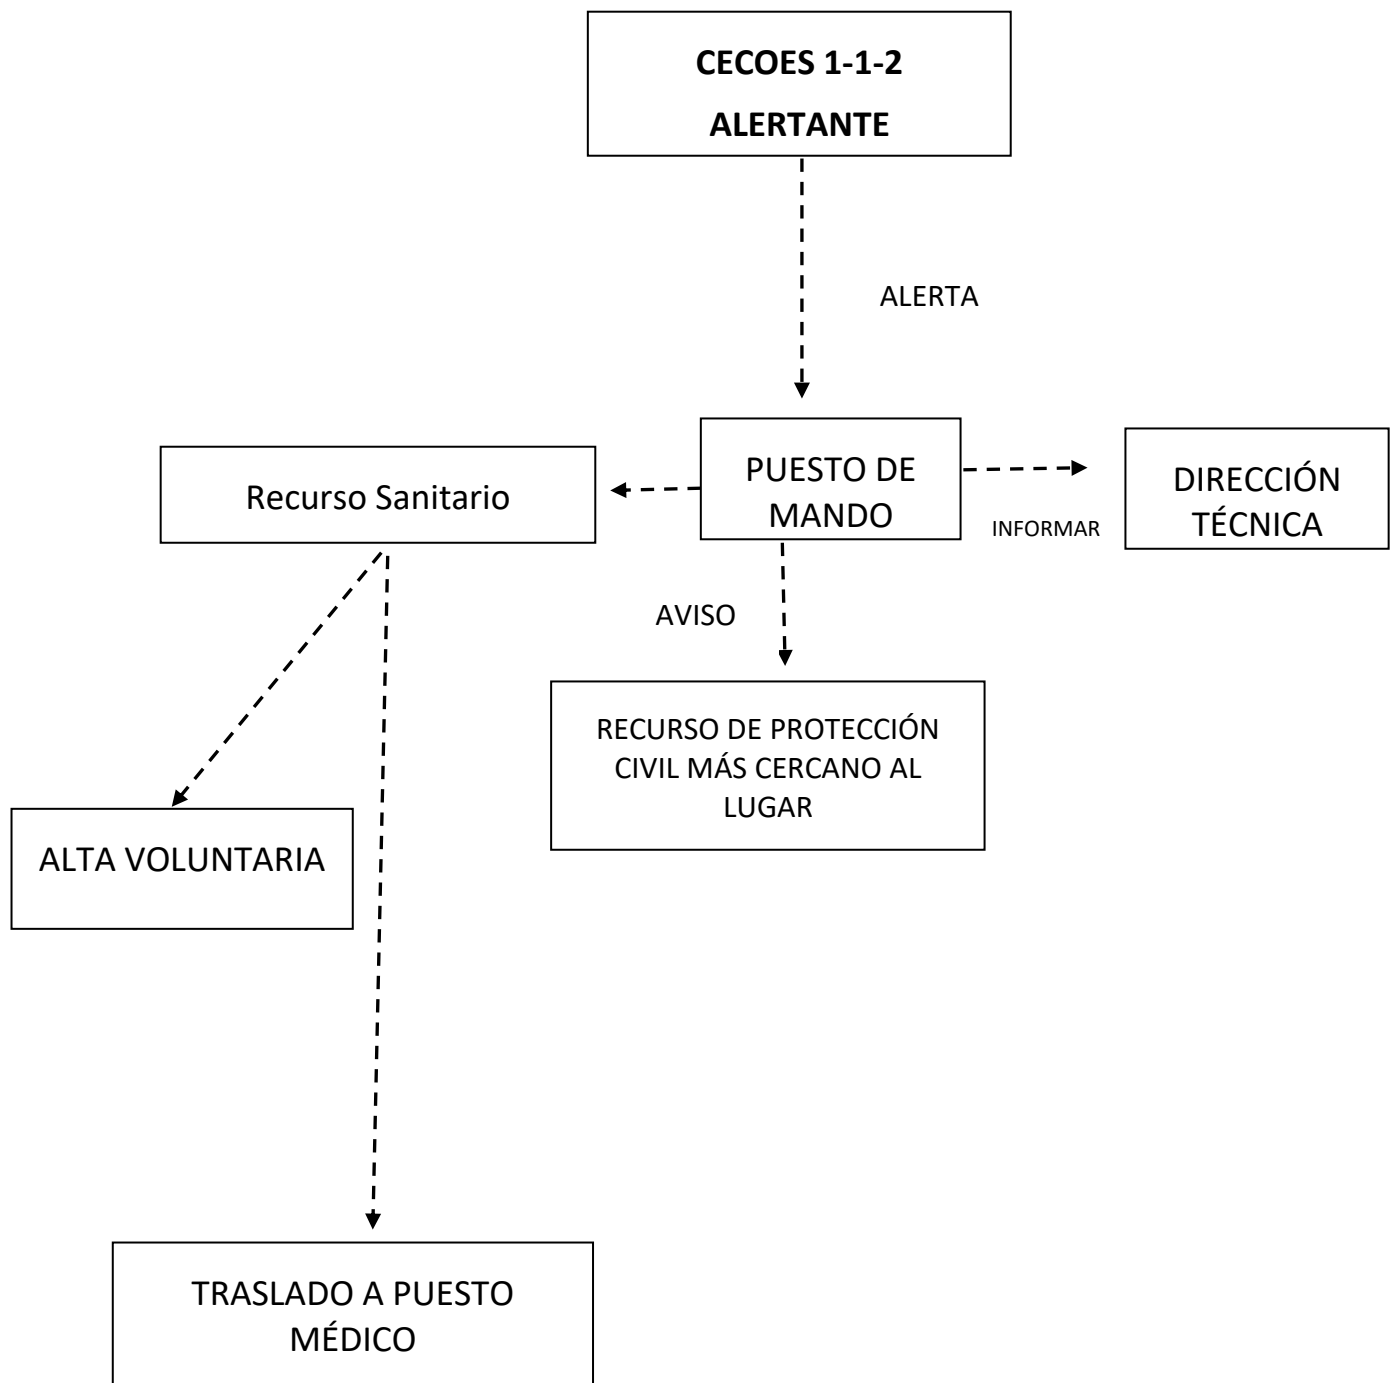 CECOES 1-1-2
ALERTANTE
ALERTA
Recurso Sanitario
PUESTO DE
MANDO
INFORMAR
DIRECCIÓN
TÉCNICA
AVISO
RECURSO DE PROTECCIÓN
CIVIL MÁS CERCANO AL
LUGAR
ALTA VOLUNTARIA
TRASLADO A PUESTO
MÉDICO